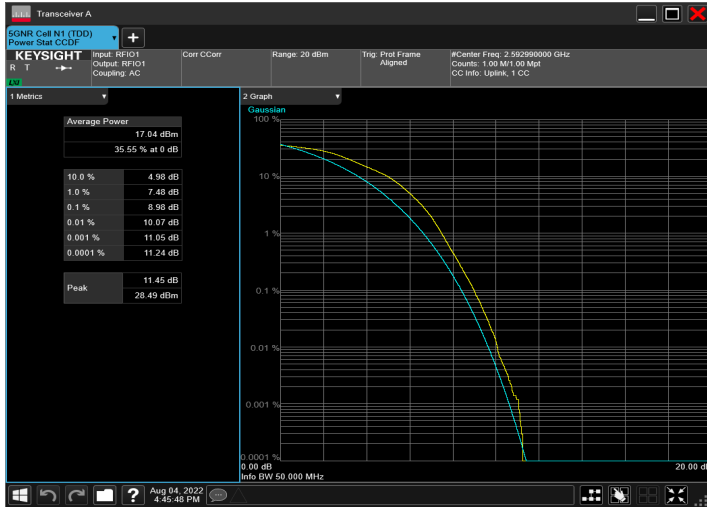 Transceiver A
5GNR Cell N1 (TDD)
Power Stat CCDF
KEYSIGHT
R T
LXI
Input: RFIO1
Output: RFIO1
Coupling: AC
Corr CCorr
Range: 20 dBm
Trig: Prot Frame
Aligned
#Center Freq: 2.592990000 GHz
Counts: 1.00 M/1.00 Mpt
CC Info: Uplink, 1 CC
1 Metrics
Average Power
17.04 dBm
35.55 % at 0 dB
10.0 % 4.98 dB
1.0 % 7.48 dB
0.1 % 8.98 dB
0.01 % 10.07 dB
0.001 % 11.05 dB
0.0001 % 11.24 dB
Peak
11.45 dB
28.49 dBm
2 Graph
Gaussian
100 %
10 %
1 %
0.1 %
0.01 %
0.001 %
0.0001 %
0.00 dB
20.00 d
Info BW 50.000 MHz
Aug 04, 2022
4:45:48 PM